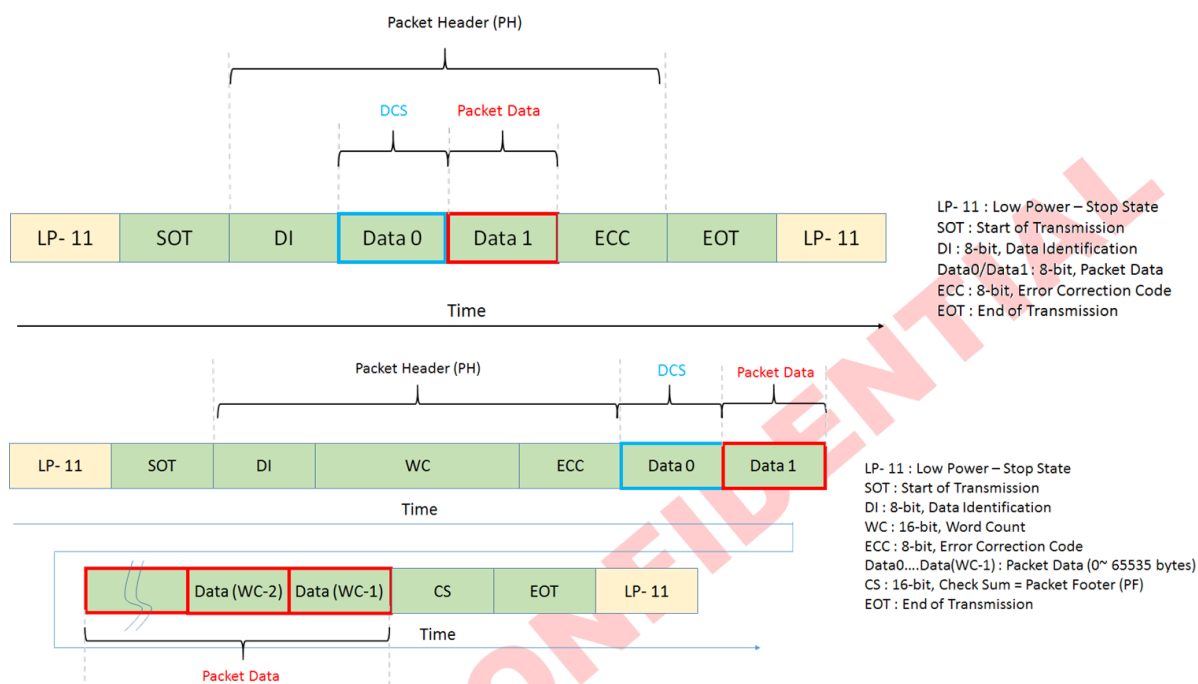 Packet Header (PH)
DCS
Packet Data
LP- 11
SOT
DI
Data 0
Data 1
ECC
EOT
LP- 11
Time
LP- 11 : Low Power – Stop State
SOT : Start of Transmission
DI : 8-bit, Data Identification
Data0/Data1 : 8-bit, Packet Data
ECC : 8-bit, Error Correction Code
EOT : End of Transmission
Packet Header (PH)
DCS
Packet Data
LP- 11
SOT
DI
WC
ECC
Data 0
Data 1
Time
Data (WC-2)
Data (WC-1)
CS
EOT
LP- 11
Time
Packet Data
LP- 11 : Low Power – Stop State
SOT : Start of Transmission
DI : 8-bit, Data Identification
WC : 16-bit, Word Count
ECC : 8-bit, Error Correction Code
Data0....Data(WC-1) : Packet Data (0~ 65535 bytes)
CS : 16-bit, Check Sum = Packet Footer (PF)
EOT : End of Transmission
ONFIDENTIAL